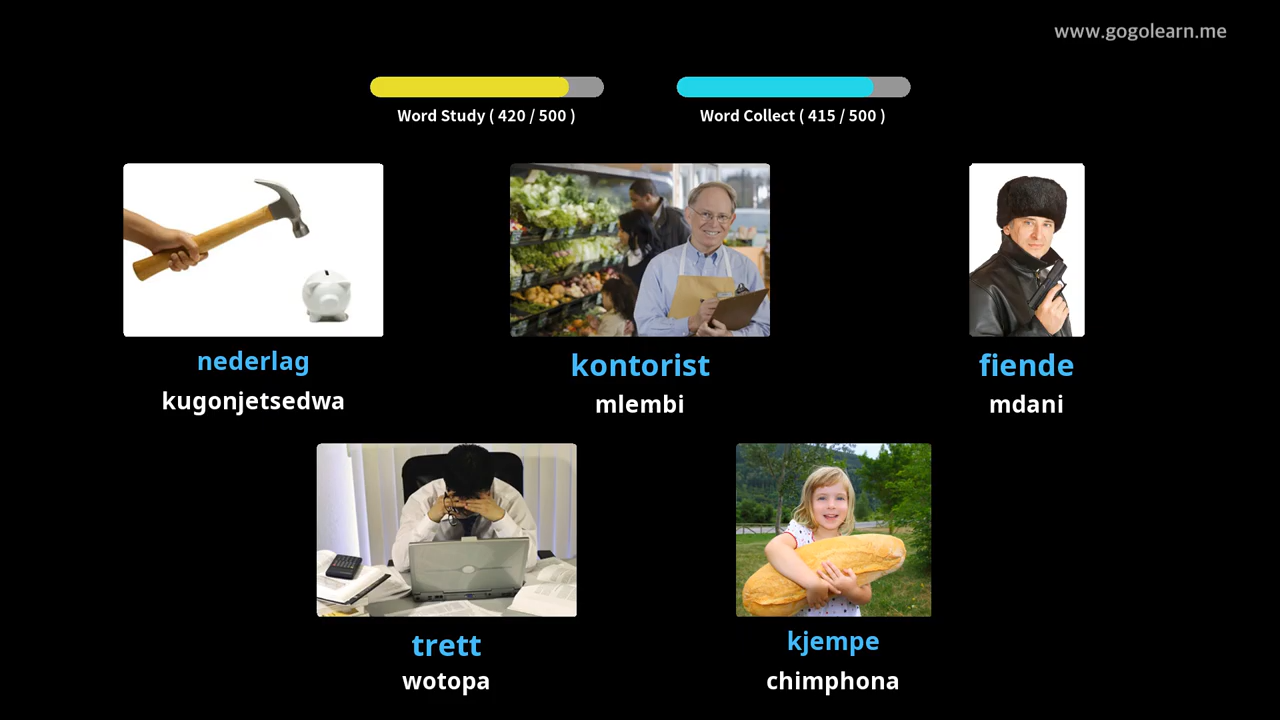 www.gogolearn.me
Word Study ( 420 / 500 )
Word Collect ( 415 / 500 )
nederlag
kugonjetsedwa
kontorist
mlembi
fiende
mdani
trett
wotopa
kjempe
chimphona